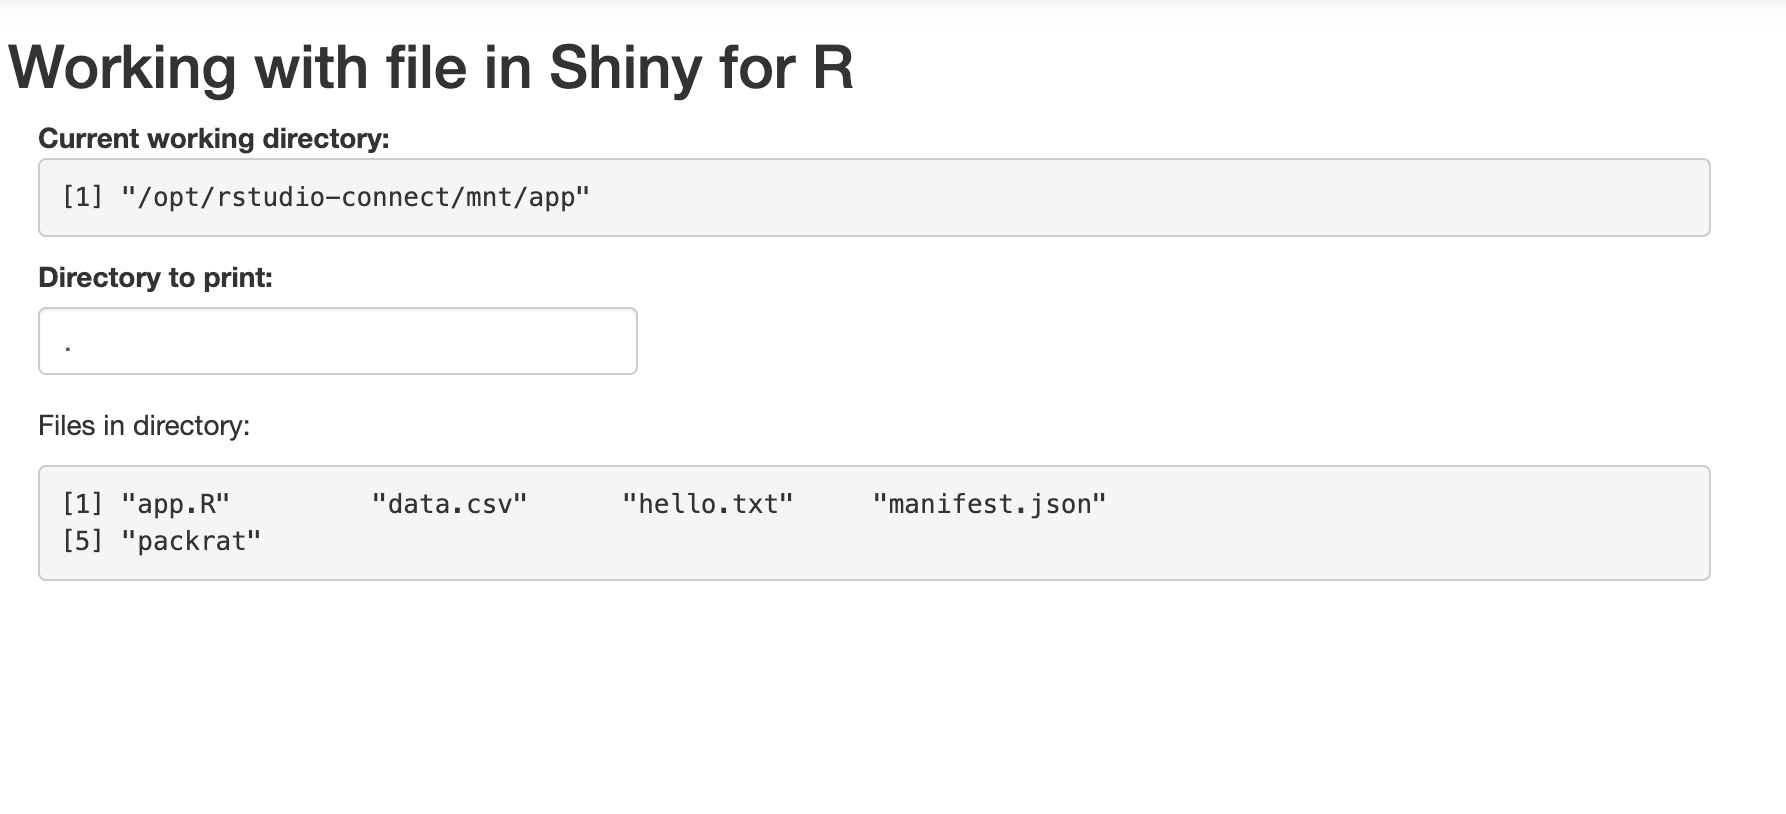 Working with file in Shiny for R
Current working directory:
[1] "/opt/rstudio-connect/mnt/app"
Directory to print:
.
Files in directory:
[1] "app.R"         "data.csv"      "hello.txt"     "manifest.json"
[5] "packrat"